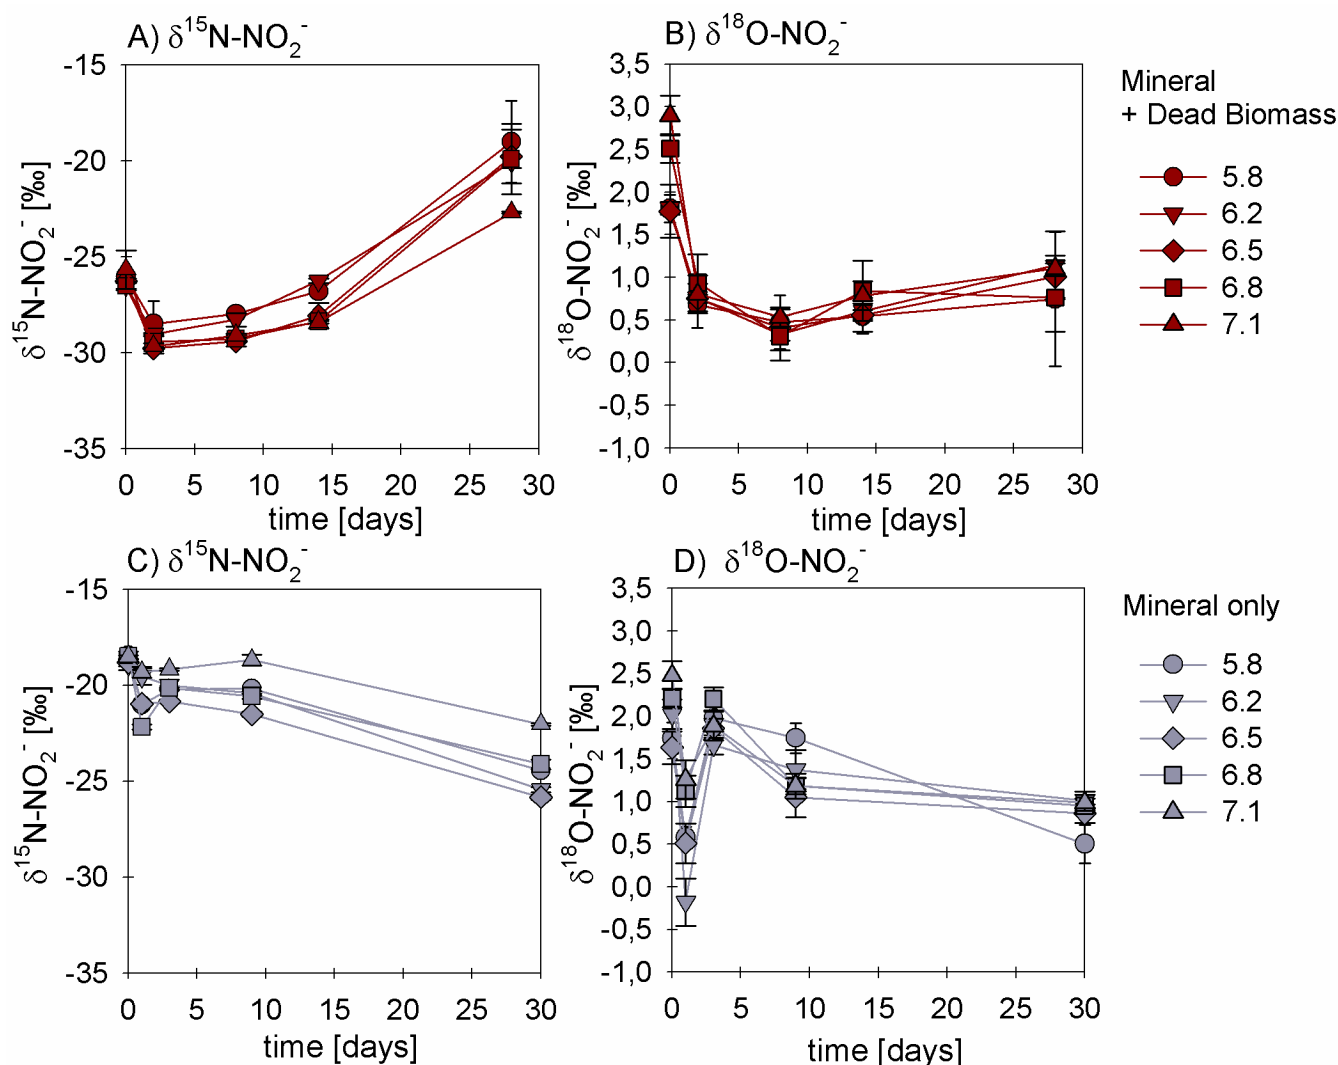 A) δ¹⁵N-NO₂⁻
B) δ¹⁸O-NO₂⁻
-15
-20
-25
-30
-35
δ¹⁵N-NO₂⁻ [‰]
0 5 10 15 20 25 30
time [days]
3,5
3,0
2,5
2,0
1,5
1,0
0,5
0,0
-0,5
-1,0
δ¹⁸O-NO₂⁻ [‰]
0 5 10 15 20 25 30
time [days]
Mineral
+ Dead Biomass
5.8
6.2
6.5
6.8
7.1
C) δ¹⁵N-NO₂⁻
D) δ¹⁸O-NO₂⁻
-15
-20
-25
-30
-35
δ¹⁵N-NO₂⁻ [‰]
0 5 10 15 20 25 30
time [days]
3,5
3,0
2,5
2,0
1,5
1,0
0,5
0,0
-0,5
-1,0
δ¹⁸O-NO₂⁻ [‰]
0 5 10 15 20 25 30
time [days]
Mineral only
5.8
6.2
6.5
6.8
7.1